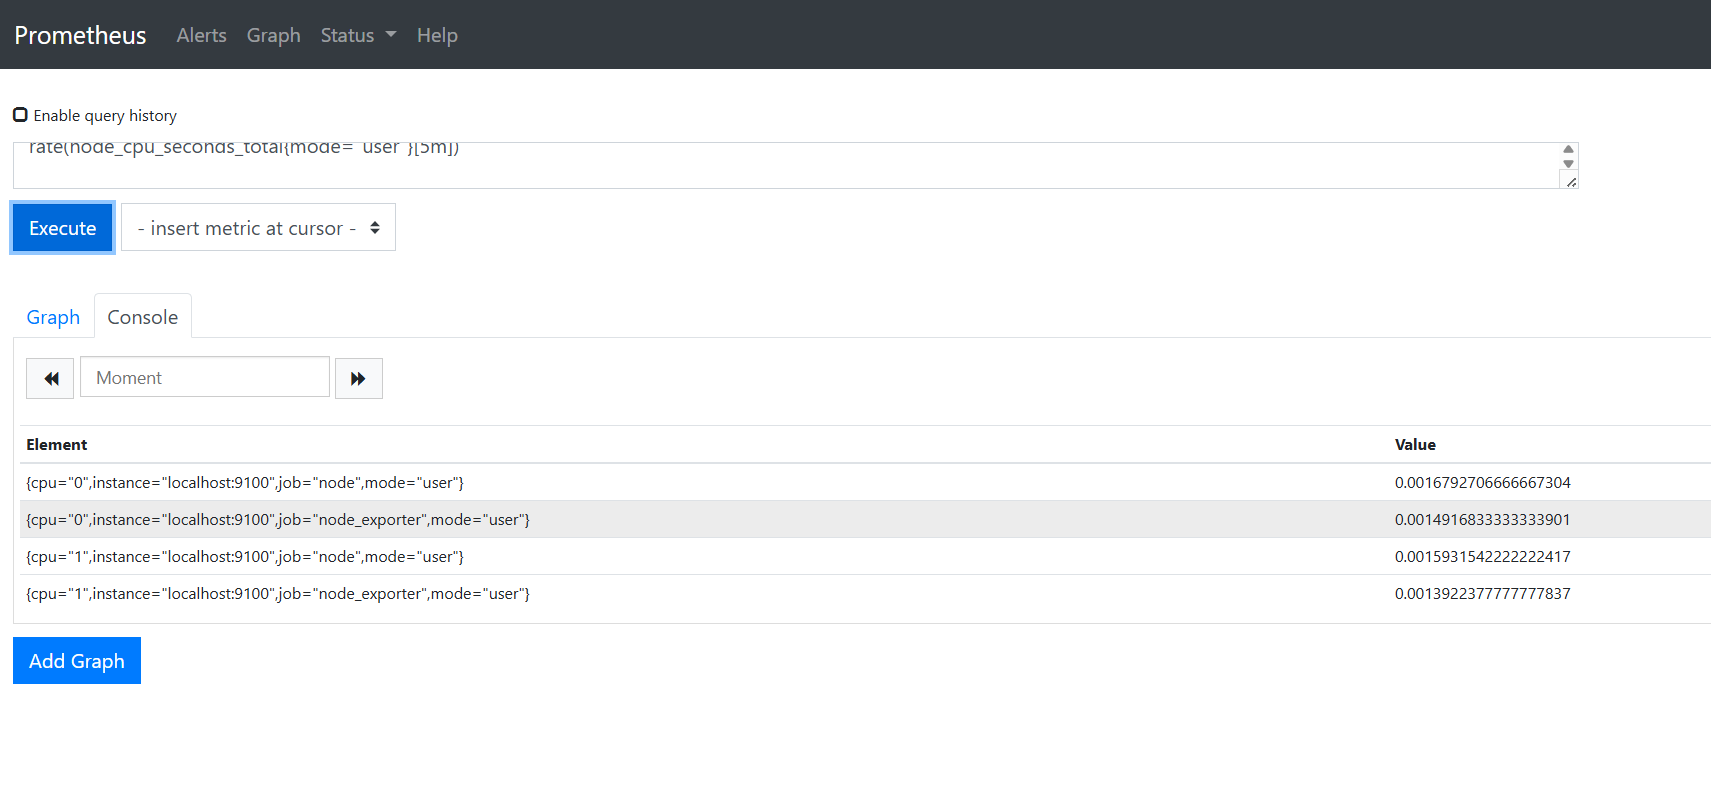 Prometheus Alerts Graph Status Help
Enable query history
rate(node_cpu_seconds_total{mode="user"}[5m])
Execute - insert metric at cursor -
Graph Console
Moment
Element Value
{cpu="0",instance="localhost:9100",job="node",mode="user"} 0.0016792706666667304
{cpu="0",instance="localhost:9100",job="node_exporter",mode="user"} 0.0014916833333333901
{cpu="1",instance="localhost:9100",job="node",mode="user"} 0.0015931542222222417
{cpu="1",instance="localhost:9100",job="node_exporter",mode="user"} 0.0013922377777777837
Add Graph